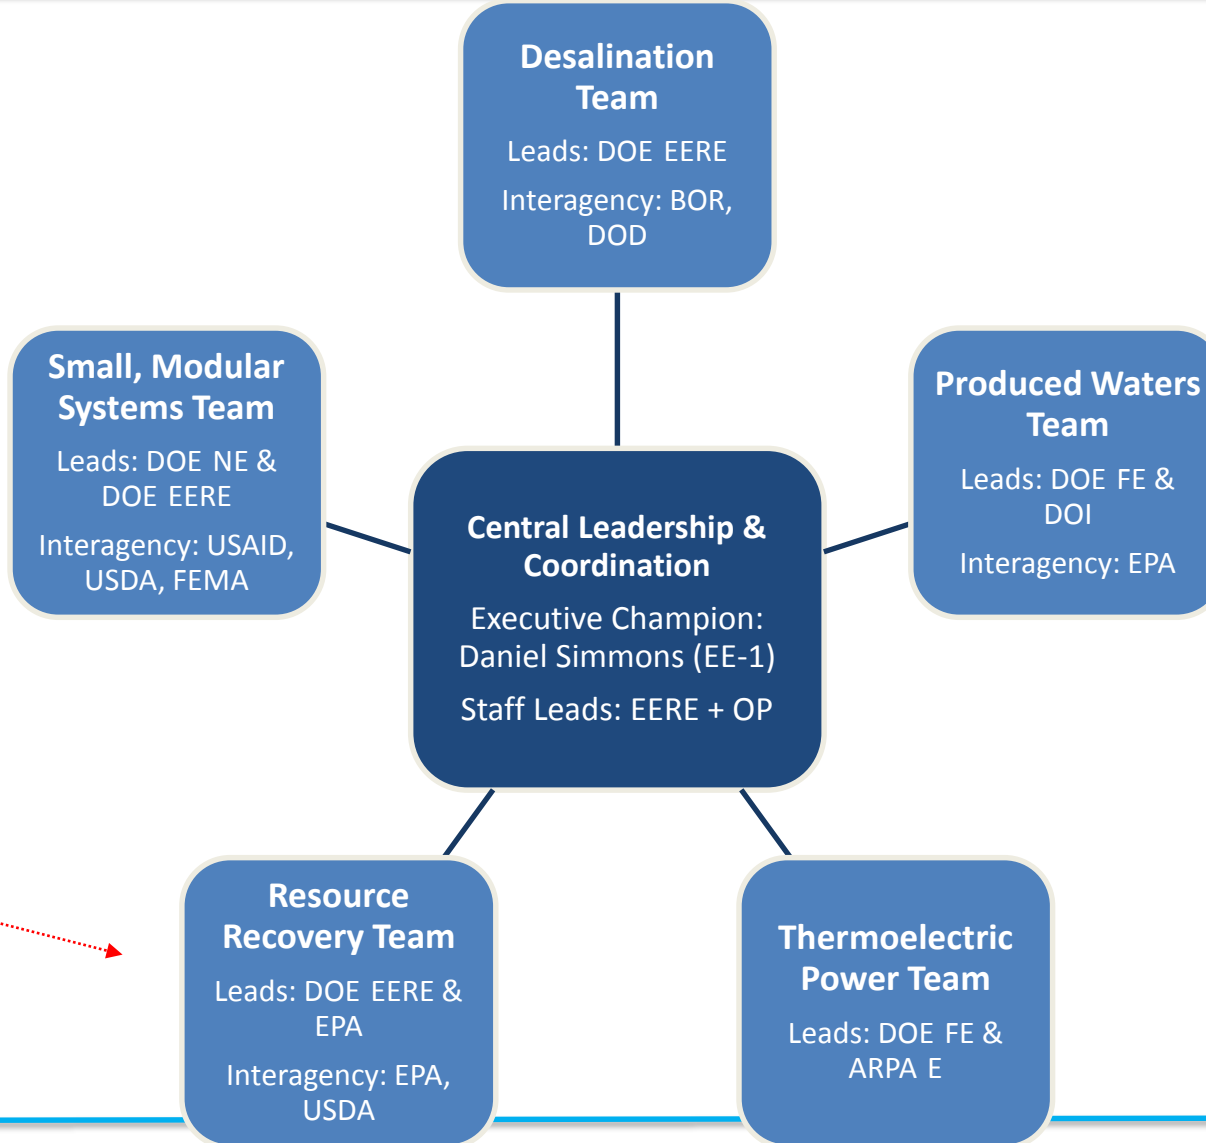 Desalination
Team
Leads: DOE EERE
Interagency: BOR,
DOD
Small, Modular
Systems Team
Leads: DOE NE &
DOE EERE
Interagency: USAID,
USDA, FEMA
Produced Waters
Team
Leads: DOE FE &
DOI
Interagency: EPA
Central Leadership &
Coordination
Executive Champion:
Daniel Simmons (EE-1)
Staff Leads: EERE + OP
Resource
Recovery Team
Leads: DOE EERE &
EPA
Interagency: EPA,
USDA
Thermoelectric
Power Team
Leads: DOE FE &
ARPA E